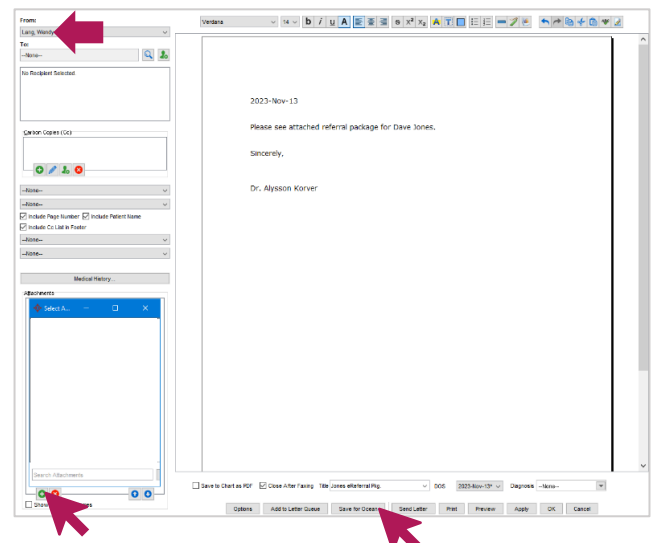 From:
Lang, Wendy
To:
--None--
No Recipient Selected
Carbon Copies (Cc)
--None--
--None--
Include Page Number Include Patient Name
Include Cc List in Footer
--None--
--None--
Medical History...
Attachments
Select A...
Search Attachments
Verdana 14 b i u A S x² x₂ A T
2023-Nov-13
Please see attached referral package for Dave Jones.
Sincerely,
Dr. Alysson Korver
Save to Chart as PDF Close After Faxing Title Jones eReferral Pkg. DOS 2023-Nov-13* Diagnosis --None--
Options Add to Letter Queue Save for Ocean Send Letter Print Preview Apply OK Cancel